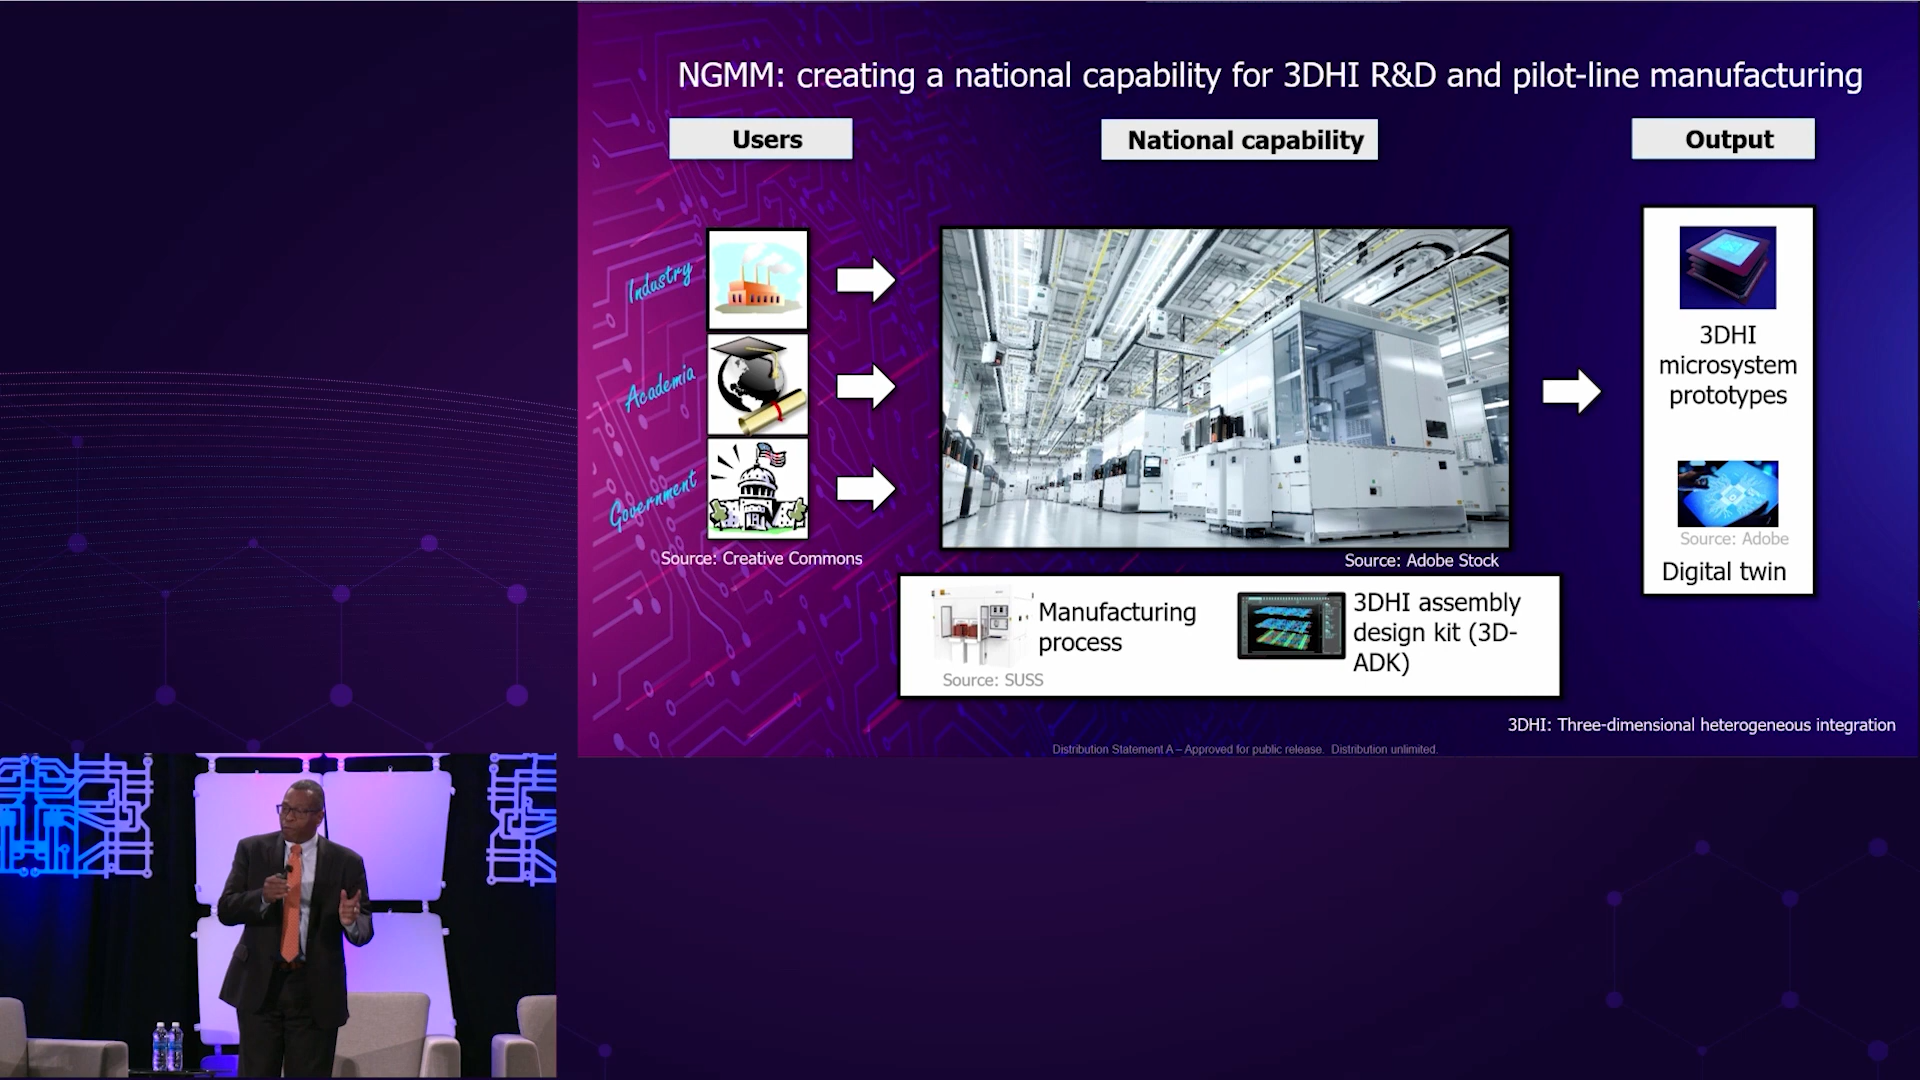 NGMM: creating a national capability for 3DHI R&D and pilot-line manufacturing
Users
National capability
Output
Industry
Academia
Government
Source: Creative Commons
Source: Adobe Stock
3DHI
microsystem
prototypes
Source: Adobe
Digital twin
Manufacturing
process
Source: SUSS
3DHI assembly
design kit (3D-
ADK)
3DHI: Three-dimensional heterogeneous integration
Distribution Statement A – Approved for public release. Distribution unlimited.